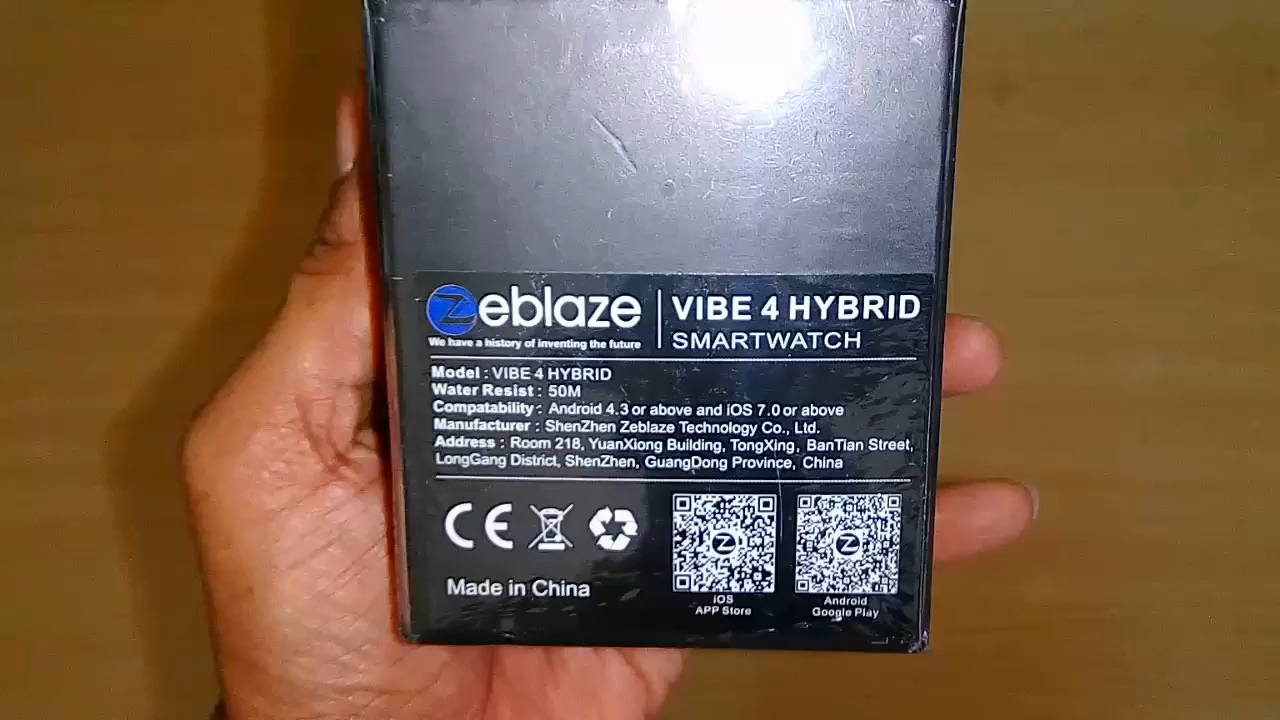 Zeblaze
We have a history of inventing the future
VIBE 4 HYBRID
SMARTWATCH
Model : VIBE 4 HYBRID
Water Resist : 50M
Compatability : Android 4.3 or above and iOS 7.0 or above
Manufacturer : ShenZhen Zeblaze Technology Co., Ltd.
Address : Room 218, YuanXiong Building, TongXing, BanTian Street,
LongGang District, ShenZhen, GuangDong Province, China
CE
Made in China
iOS
APP Store
Android
Google Play